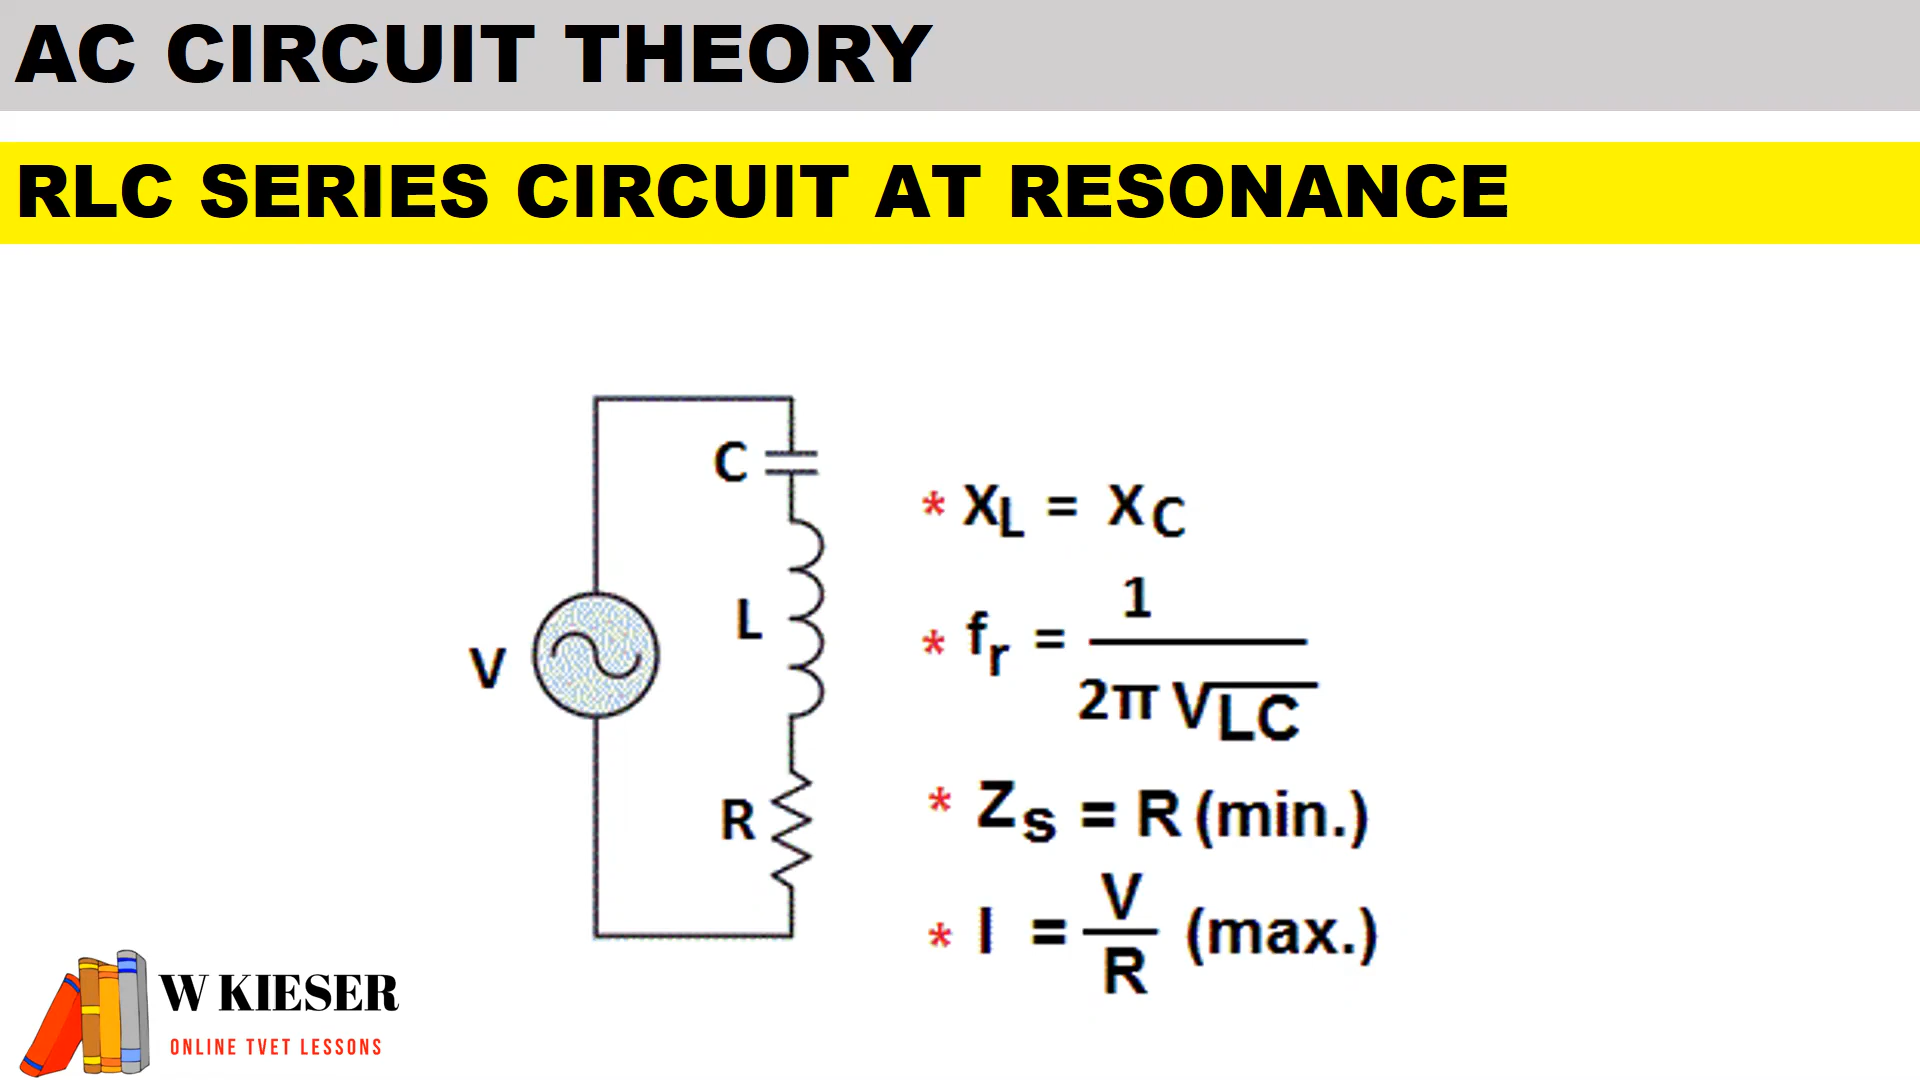 AC CIRCUIT THEORY
RLC SERIES CIRCUIT AT RESONANCE
C
L
V
R
* XL = XC
* fr = 1 / 2π √LC
* Zs = R (min.)
* I = V / R (max.)
W KIESER
ONLINE TVET LESSONS